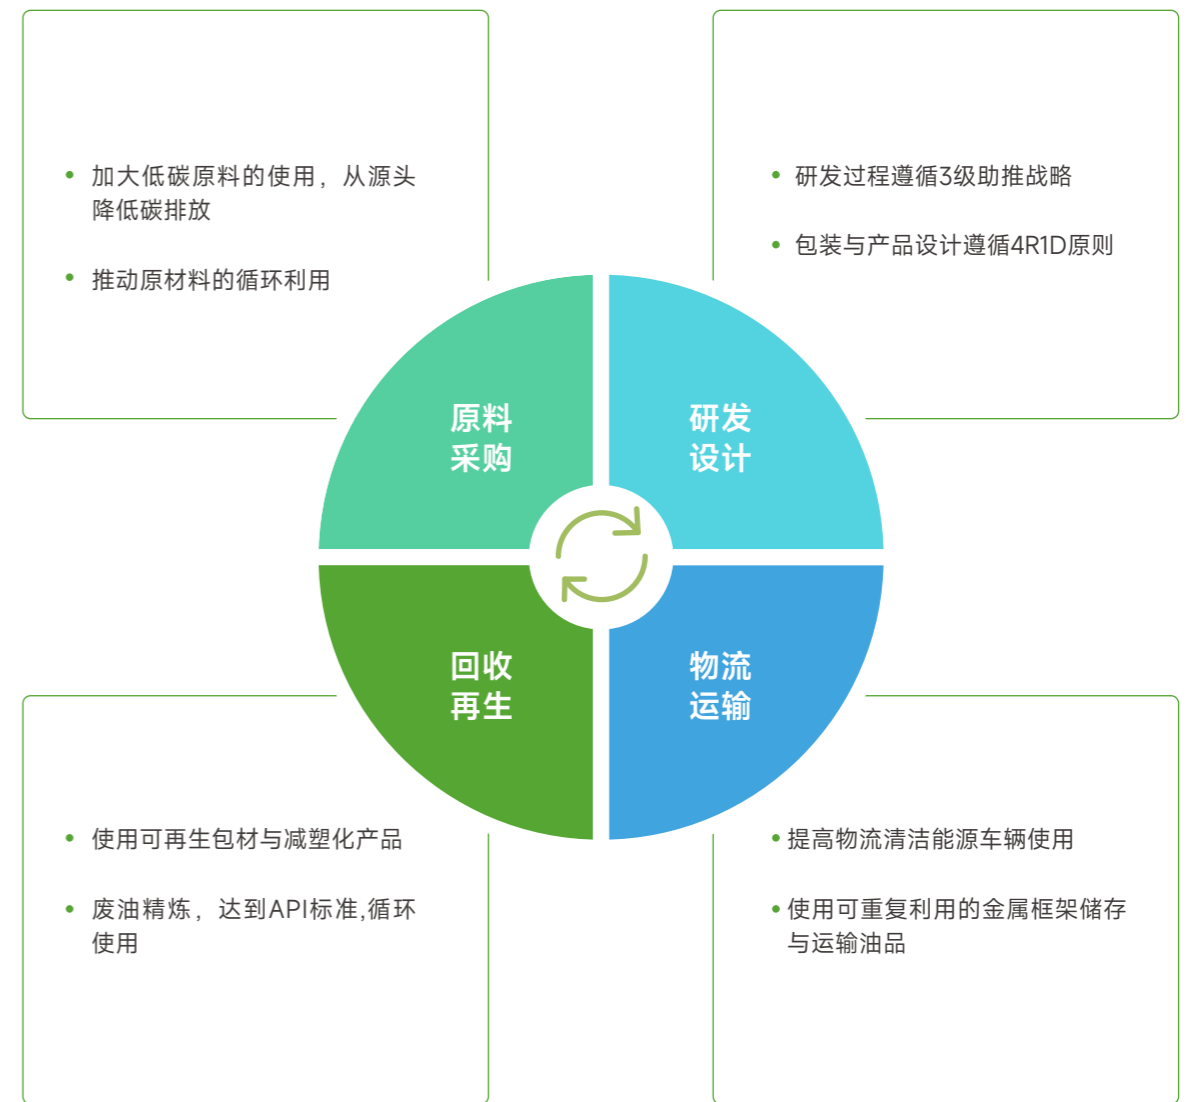 • 加大低碳原料的使用，从源头
降低碳排放
• 推动原材料的循环利用
• 研发过程遵循3级助推战略
• 包装与产品设计遵循4R1D原则
原料
采购
研发
设计
回收
再生
物流
运输
• 使用可再生包材与减塑化产品
• 废油精炼，达到API标准,循环
使用
• 提高物流清洁能源车辆使用
• 使用可重复利用的金属框架储存
与运输油品